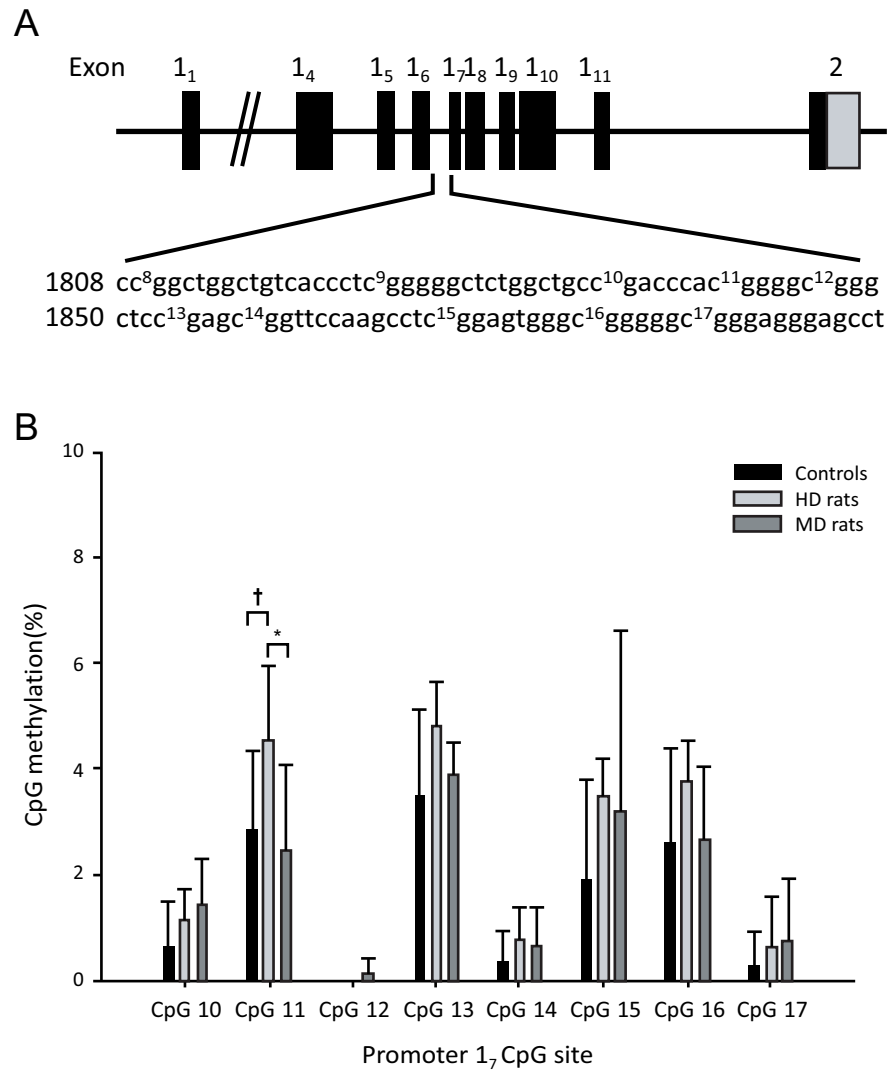 A
Exon 1₁ 1₄ 1₅ 1₆ 1₇ 1₈ 1₉ 1₁₀ 1₁₁ 2
1808 cc⁸ggctggctgtcaccctc⁹gggggctctggctgcc¹⁰gacccac¹¹ggggc¹²ggg
1850 ctcc¹³gagc¹⁴ggttccaagcctc¹⁵ggagtgggc¹⁶gggggc¹⁷gggagggagcct
B
10
8
6
4
2
0
CpG methylation(%)
Controls
HD rats
MD rats
†
*
CpG 10 CpG 11 CpG 12 CpG 13 CpG 14 CpG 15 CpG 16 CpG 17
Promoter 1₇ CpG site